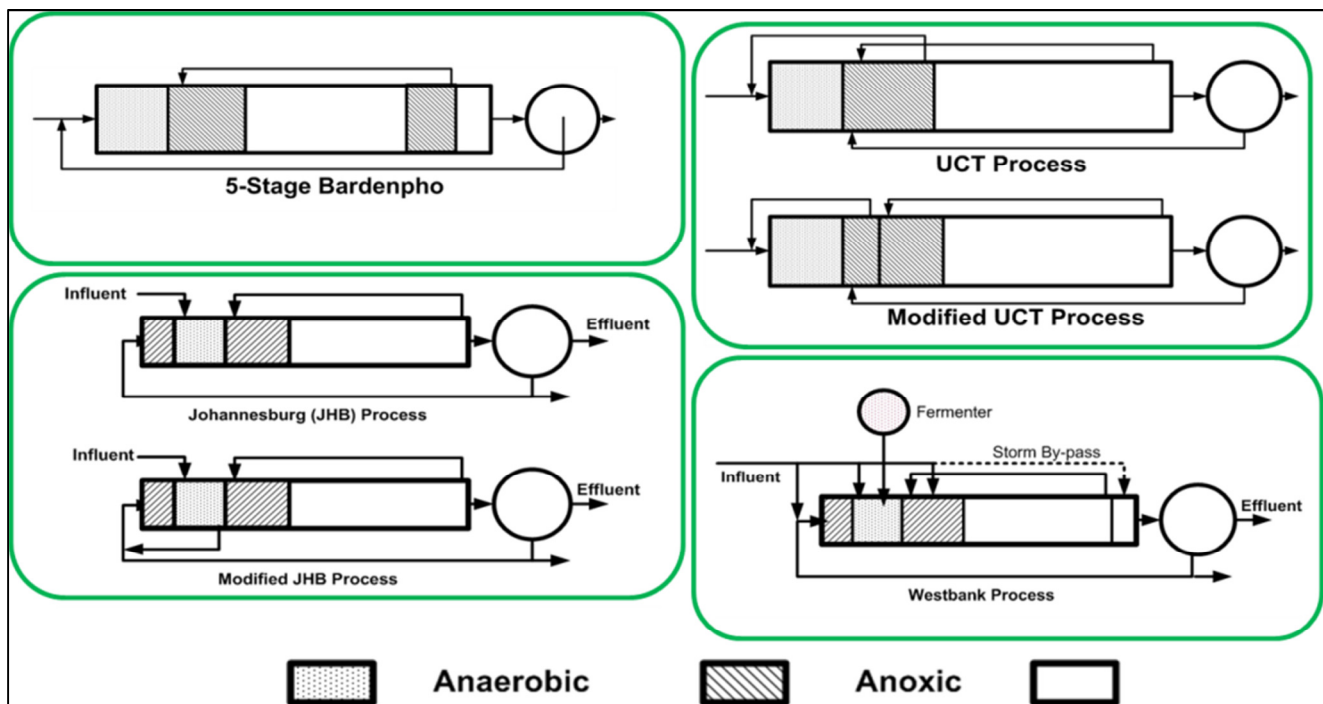 5-Stage Bardenpho
UCT Process
Modified UCT Process
Influent
Effluent
Johannesburg (JHB) Process
Influent
Effluent
Modified JHB Process
Fermenter
Storm By-pass
Influent
Effluent
Westbank Process
Anaerobic
Anoxic